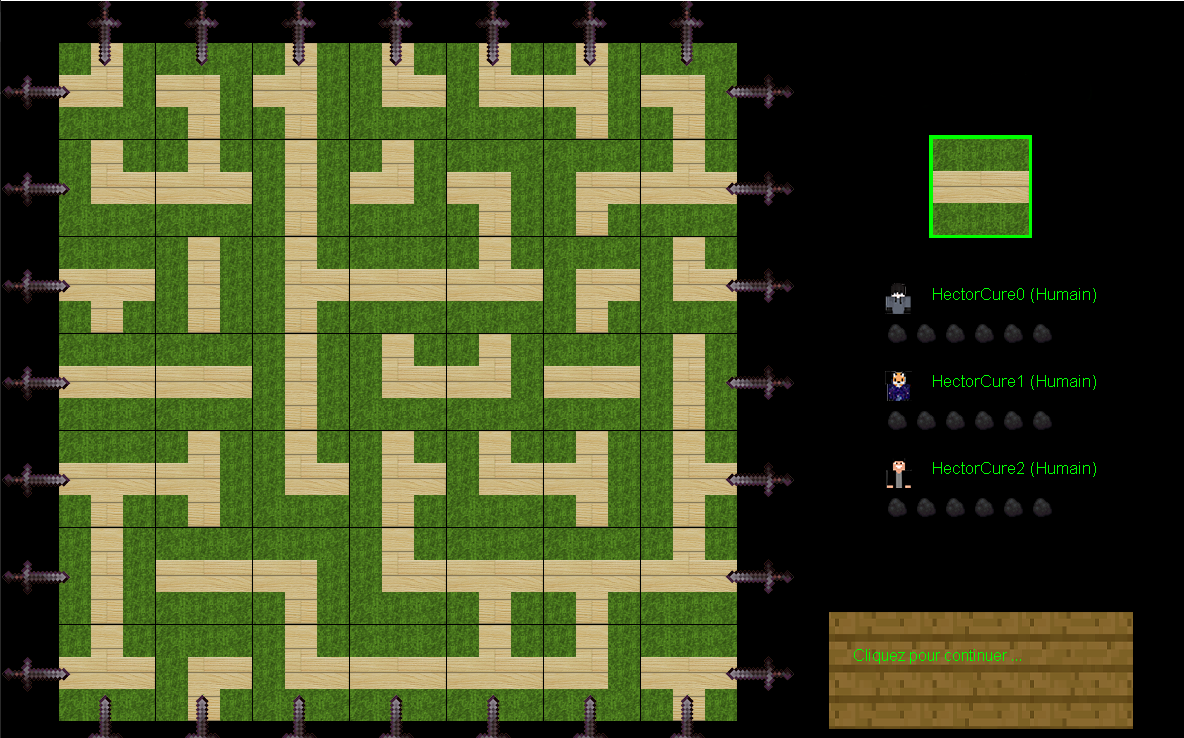 HectorCure0 (Humain)
HectorCure1 (Humain)
HectorCure2 (Humain)
Cliquez pour continuer ...